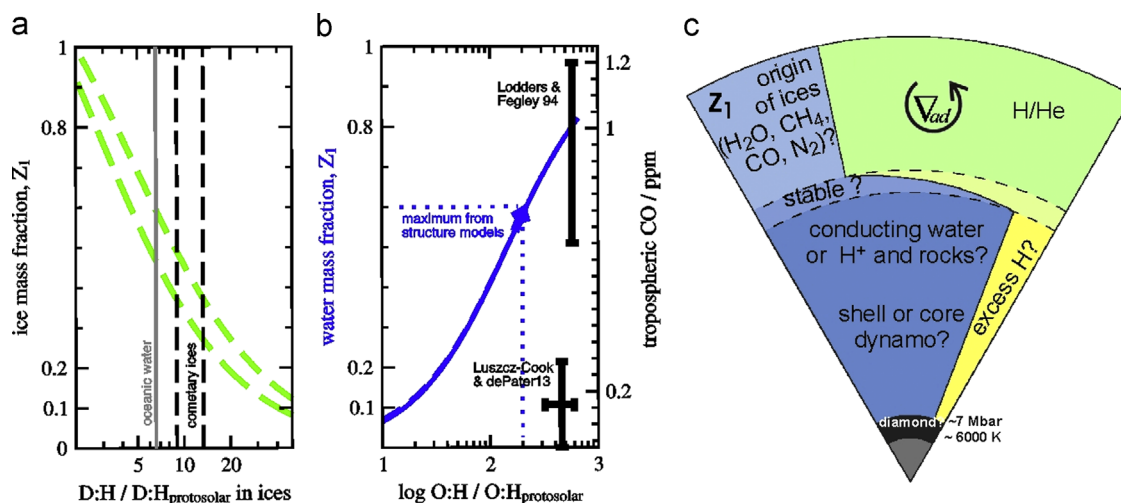 a
ice mass fraction, Z1
1
0.8
0.2
0.1
0
oceanic water
cometary ices
5
10
20
D:H / D:Hprotosolar in ices
b
water mass fraction, Z1
1
0.8
0.2
0.1
0
maximum from
structure models
Lodders &
Fegley 94
Luszcz-Cook
& dePater13
1
2
3
log O:H / O:Hprotosolar
1.2
1
0.2
tropospheric CO / ppm
c
Z1
origin
of ices
(H2O, CH4,
CO, N2)?
∇ad
H/He
stable ?
conducting water
or H+ and rocks?
shell or core
dynamo?
excess H?
diamond
~7 Mbar
~ 6000 K